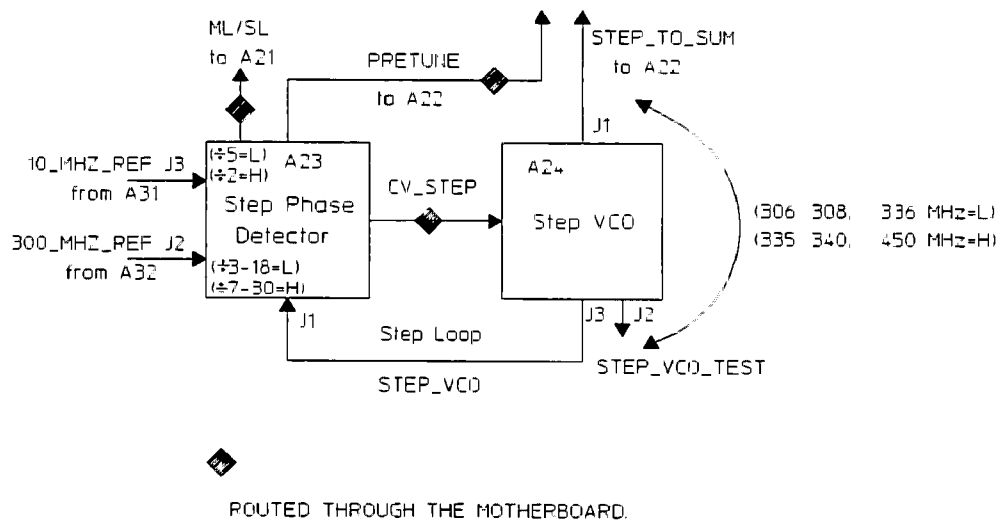 ML/SL
to A21
PRETUNE
to A22
STEP_TO_SUM
to A22
J1
10_MHZ_REF J3
from A31
(÷5=L)
(÷2=H)
A23
Step Phase
Detector
CV_STEP
A24
Step VCO
(306 308, 336 MHz=L)
(335 340, 450 MHz=H)
300_MHZ_REF J2
from A32
(÷3-18=L)
(÷7-30=H)
J1
Step Loop
J3
J2
STEP_VCO
STEP_VCO_TEST
ROUTED THROUGH THE MOTHERBOARD.